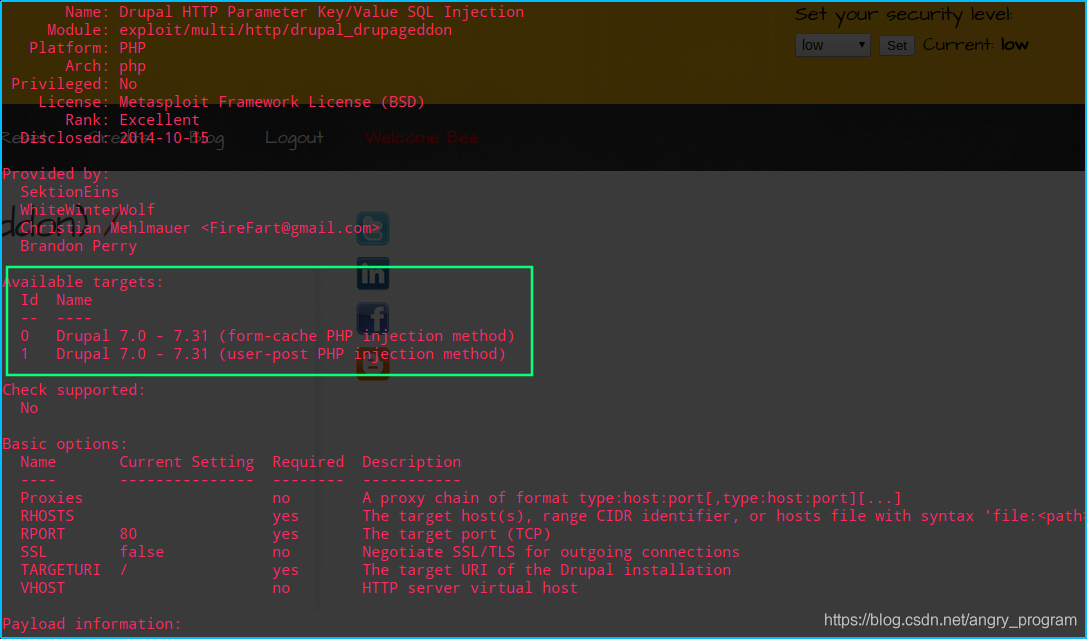 Name: Drupal HTTP Parameter Key/Value SQL Injection
Module: exploit/multi/http/drupal_drupageddon
Platform: PHP
Arch: php
Privileged: No
License: Metasploit Framework License (BSD)
Rank: Excellent
Disclosed: 2014-10-15
Set your security level:
low Set Current: low
Blog Logout Welcome Bee
Provided by:
SektionEins
WhiteWinterWolf
Christian Mehlmauer <FireFart@gmail.com>
Brandon Perry
Available targets:
Id Name
-- ----
0 Drupal 7.0 - 7.31 (form-cache PHP injection method)
1 Drupal 7.0 - 7.31 (user-post PHP injection method)
Check supported:
No
Basic options:
Name Current Setting Required Description
---- --------------- -------- -----------
Proxies no A proxy chain of format type:host:port[,type:host:port][...]
RHOSTS yes The target host(s), range CIDR identifier, or hosts file with syntax 'file:<path>
RPORT 80 yes The target port (TCP)
SSL false no Negotiate SSL/TLS for outgoing connections
TARGETURI / yes The target URI of the Drupal installation
VHOST no HTTP server virtual host
Payload information:
https://blog.csdn.net/angry_program